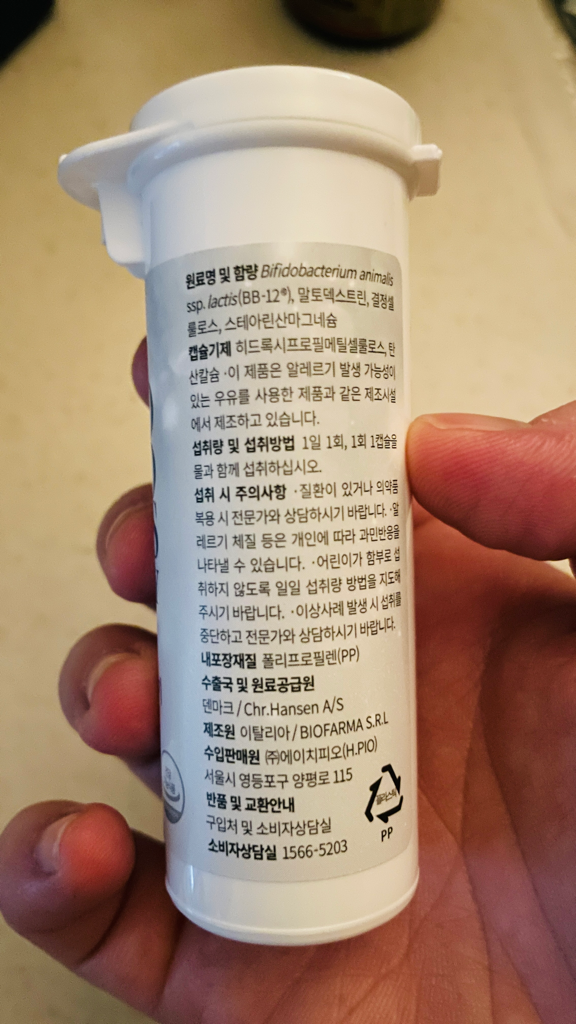 원료명 및 함량 Bifidobacterium animalis
ssp. lactis(BB-12®), 말토덱스트린, 결정셀
룰로스, 스테아린산마그네슘
캡슐기제 히드록시프로필메틸셀룰로스, 탄
산칼슘 ·이 제품은 알레르기 발생 가능성이
있는 우유를 사용한 제품과 같은 제조시설
에서 제조하고 있습니다.
섭취량 및 섭취방법 1일 1회, 1회 1캡슐을
물과 함께 섭취하십시오.
섭취 시 주의사항 ·질환이 있거나 의약품
복용 시 전문가와 상담하시기 바랍니다. ·알
레르기 체질 등은 개인에 따라 과민반응을
나타낼 수 있습니다. ·어린이가 함부로 섭
취하지 않도록 일일 섭취량 방법을 지도해
주시기 바랍니다. ·이상사례 발생 시 섭취를
중단하고 전문가와 상담하시기 바랍니다.
내포장재질 폴리프로필렌(PP)
수출국 및 원료공급원
덴마크 / Chr.Hansen A/S
제조원 이탈리아 / BIOFARMA S.R.L
수입판매원 ㈜에이치피오(H.PIO)
서울시 영등포구 양평로 115
반품 및 교환안내
구입처 및 소비자상담실
소비자상담실 1566-5203
플라스틱
PP